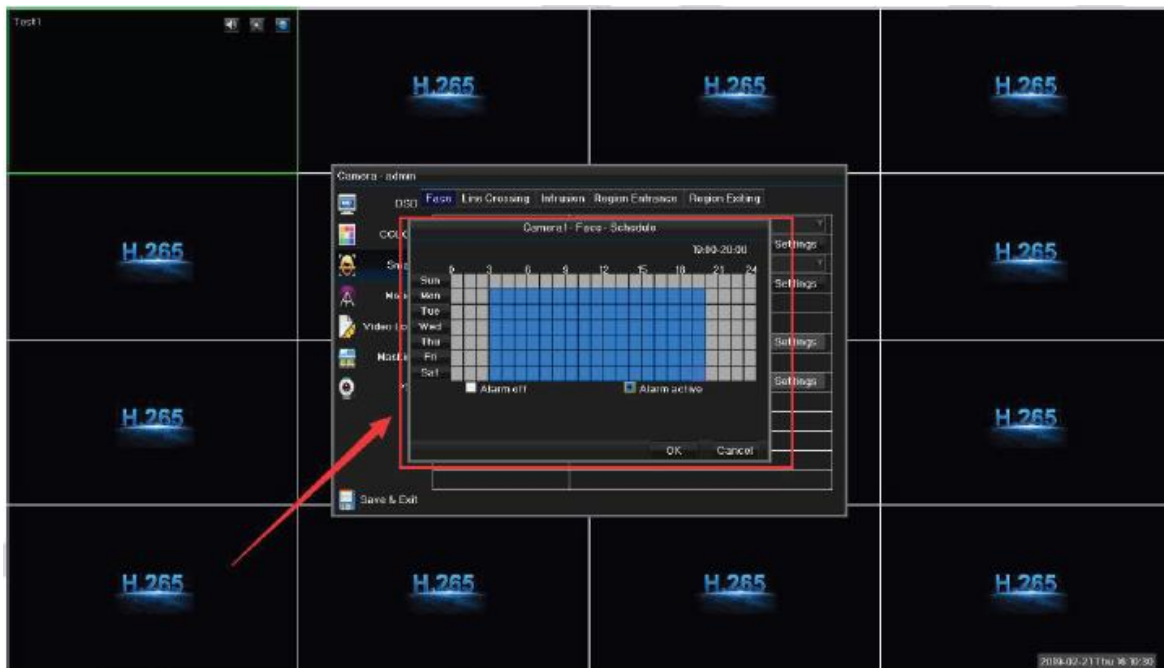 Test1
H.265 H.265 H.265
Camera - admin
OSD Face Line Crossing Intrusion Region Entrance Region Exiting
Camera1 - Face - Schedule
Settings
19:00-20:00
0 3 6 9 12 15 18 21 24
Settings
Sun
Mon
Tue
Wed
Thu
Settings
Fri
Sat
Settings
Alarm off Alarm active
OK Cancel
Save & Exit
H.265 H.265
H.265 H.265
H.265 H.265 H.265 H.265